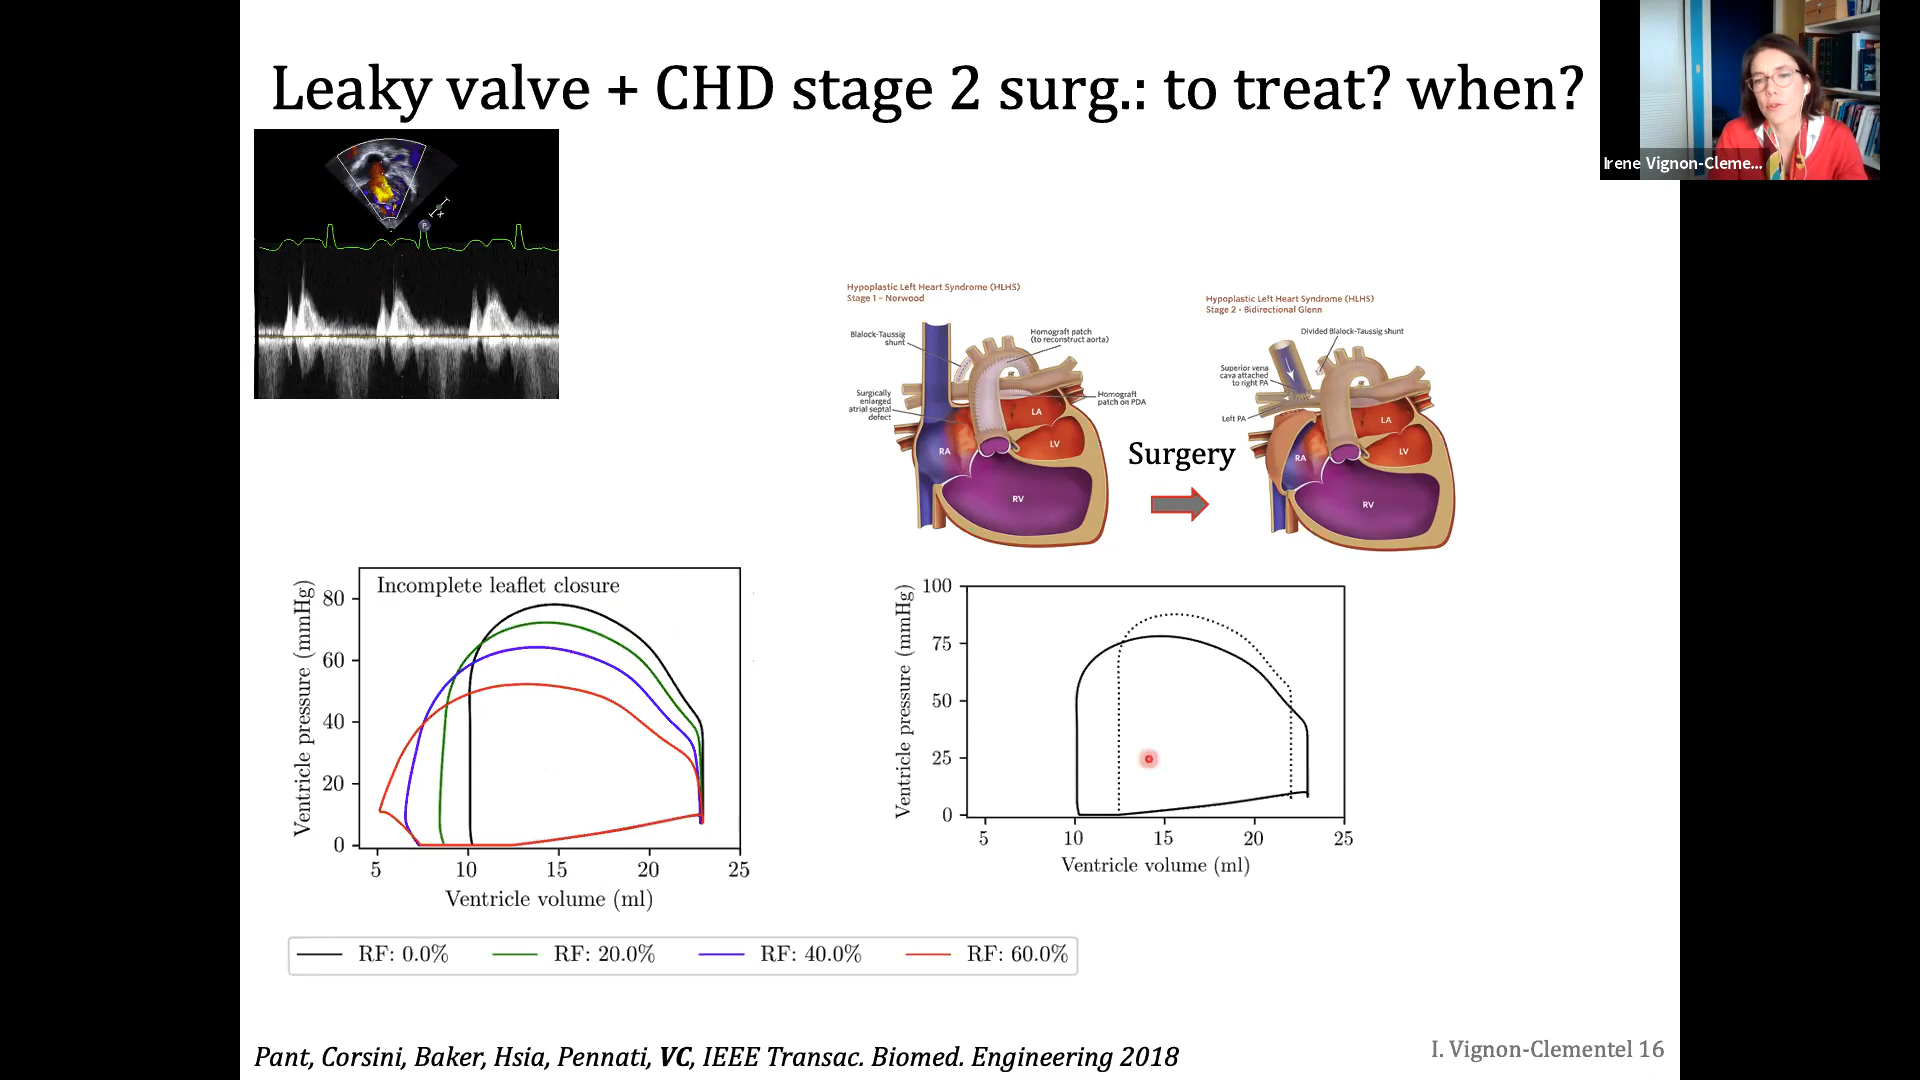 Leaky valve + CHD stage 2 surg.: to treat? when?
Irene Vignon-Cleme...
P
Hypoplastic Left Heart Syndrome (HLHS)
Stage 1 – Norwood
Blalock-Taussig
shunt
Homograft patch
(to reconstruct aorta)
Surgically
enlarged
atrial septal
defect
Homograft
patch on PDA
LA
LV
RA
RV
Surgery
Hypoplastic Left Heart Syndrome (HLHS)
Stage 2 - Bidirectional Glenn
Divided Blalock-Taussig shunt
Superior vena
cava attached
to right PA
Left PA
LA
LV
RA
RV
Incomplete leaflet closure
Ventricle pressure (mmHg)
80
60
40
20
0
5 10 15 20 25
Ventricle volume (ml)
Ventricle pressure (mmHg)
100
75
50
25
0
5 10 15 20 25
Ventricle volume (ml)
RF: 0.0% RF: 20.0% RF: 40.0% RF: 60.0%
Pant, Corsini, Baker, Hsia, Pennati, VC, IEEE Transac. Biomed. Engineering 2018
I. Vignon-Clementel 16